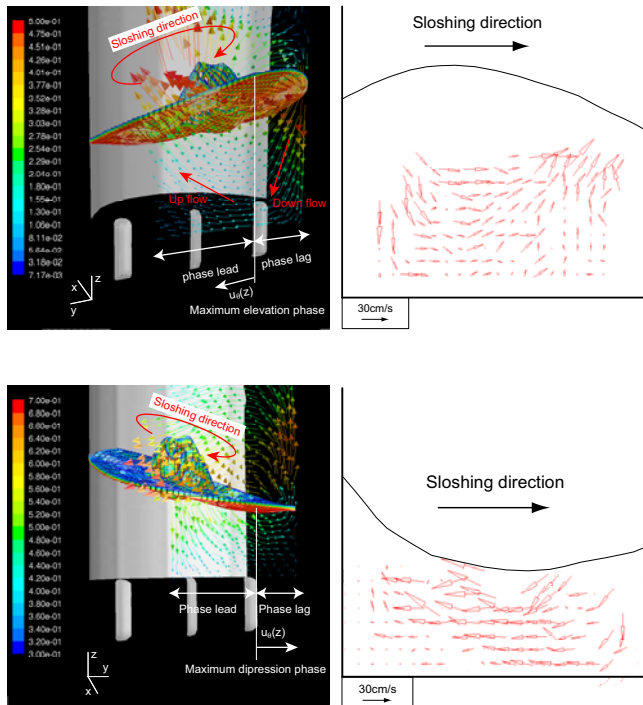 5.00e-01
4.75e-01
4.51e-01
4.26e-01
4.01e-01
3.77e-01
3.52e-01
3.28e-01
3.03e-01
2.78e-01
2.54e-01
2.29e-01
2.04e-01
1.80e-01
1.55e-01
1.30e-01
1.06e-01
8.11e-02
5.64e-02
3.18e-02
7.17e-03
Sloshing direction
Up flow
Down flow
phase lead
phase lag
uθ(z)
Maximum elevation phase
x
z
y
Sloshing direction
30cm/s
7.00e-01
6.80e-01
6.60e-01
6.40e-01
6.20e-01
6.00e-01
5.80e-01
5.60e-01
5.40e-01
5.20e-01
5.00e-01
4.80e-01
4.60e-01
4.40e-01
4.20e-01
4.00e-01
3.80e-01
3.60e-01
3.40e-01
3.20e-01
3.00e-01
Sloshing direction
Phase lead
Phase lag
uθ(z)
Maximum dipression phase
z
y
x
Sloshing direction
30cm/s